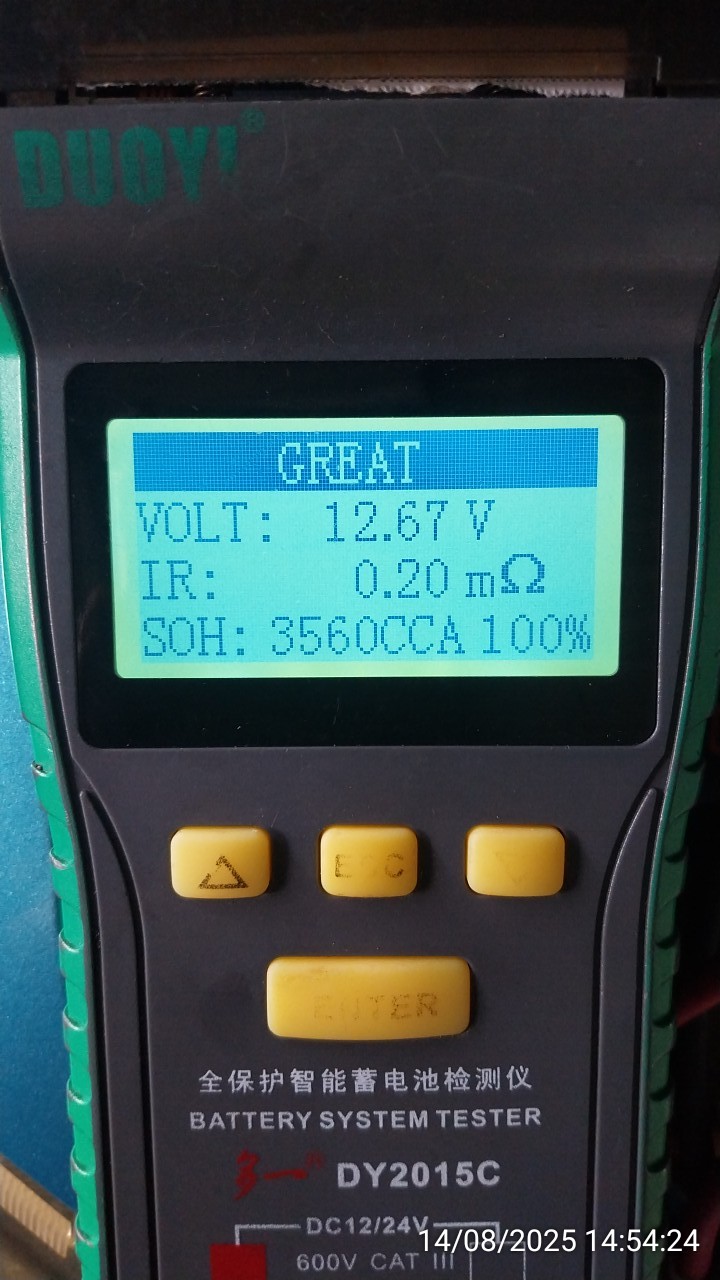 DUOYI®
GREAT
VOLT: 12.67 V
IR: 0.20 mΩ
SOH: 3560CCA 100%
ESC
ENTER
全保护智能蓄电池检测仪
BATTERY SYSTEM TESTER
多一® DY2015C
DC12/24V
600V CAT III
14/08/2025 14:54:24